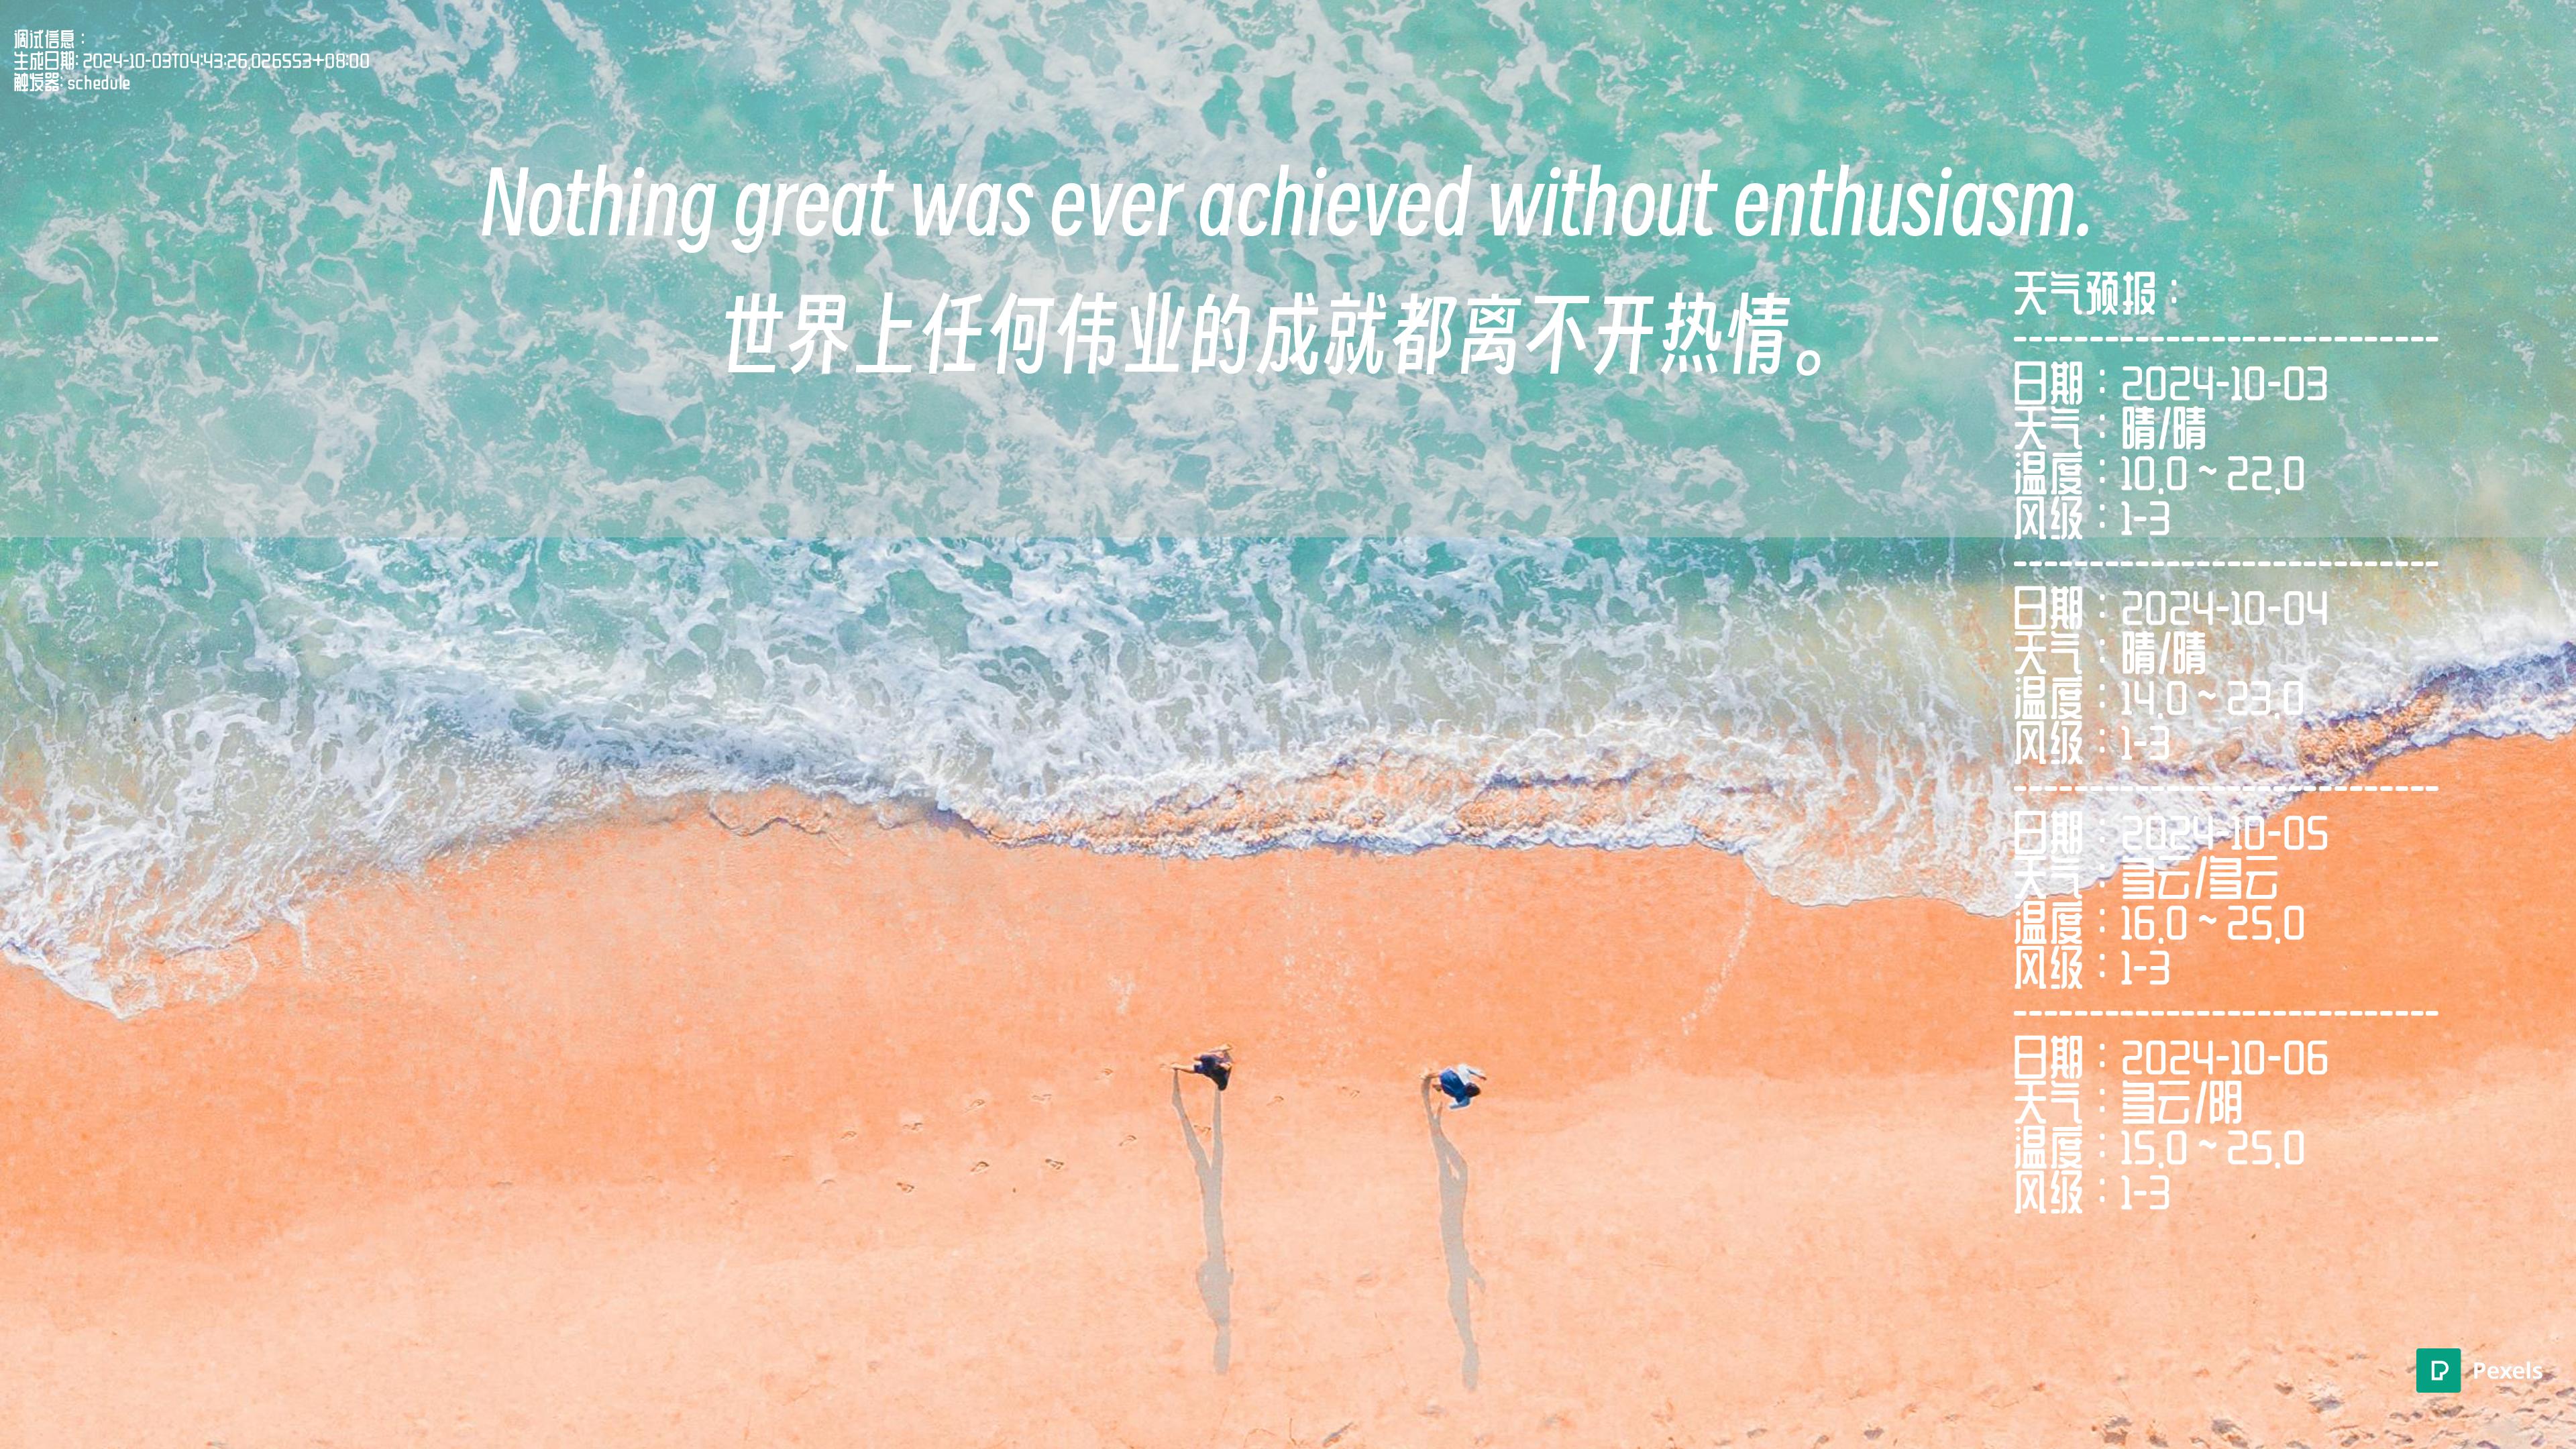 调试信息：
生成日期: 2024-10-03T04:43:26.026553+08:00
触发器: schedule
Nothing great was ever achieved without enthusiasm.
世界上任何伟业的成就都离不开热情。
天气预报：
----------------------------
日期：2024-10-03
天气：晴/晴
温度：10.0 ~ 22.0
风级：1-3
----------------------------
日期：2024-10-04
天气：晴/晴
温度：14.0 ~ 23.0
风级：1-3
----------------------------
日期：2024-10-05
天气：多云/多云
温度：16.0 ~ 25.0
风级：1-3
----------------------------
日期：2024-10-06
天气：多云/阴
温度：15.0 ~ 25.0
风级：1-3
Pexels